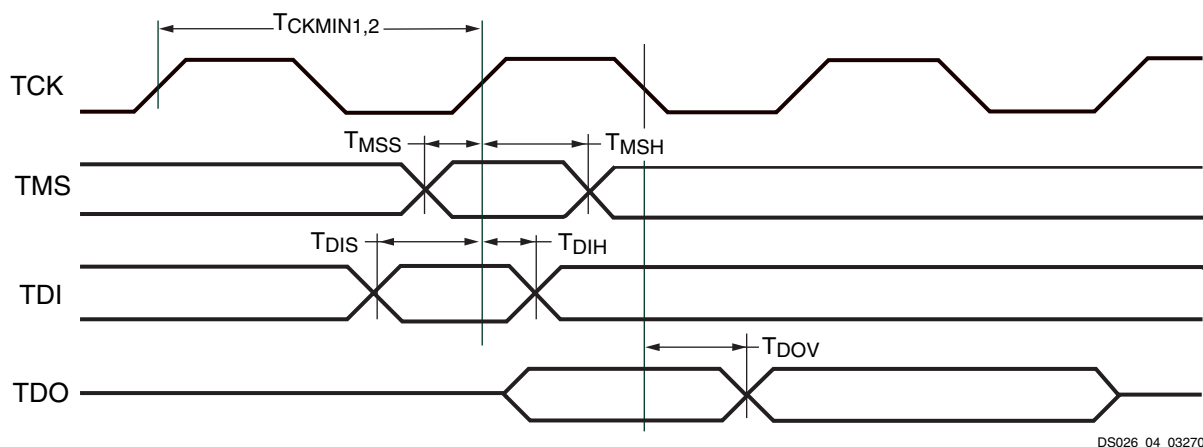 TCKMIN1,2
TCK
TMSS
TMSH
TMS
TDIS
TDIH
TDI
TDOV
TDO
DS026_04_03270